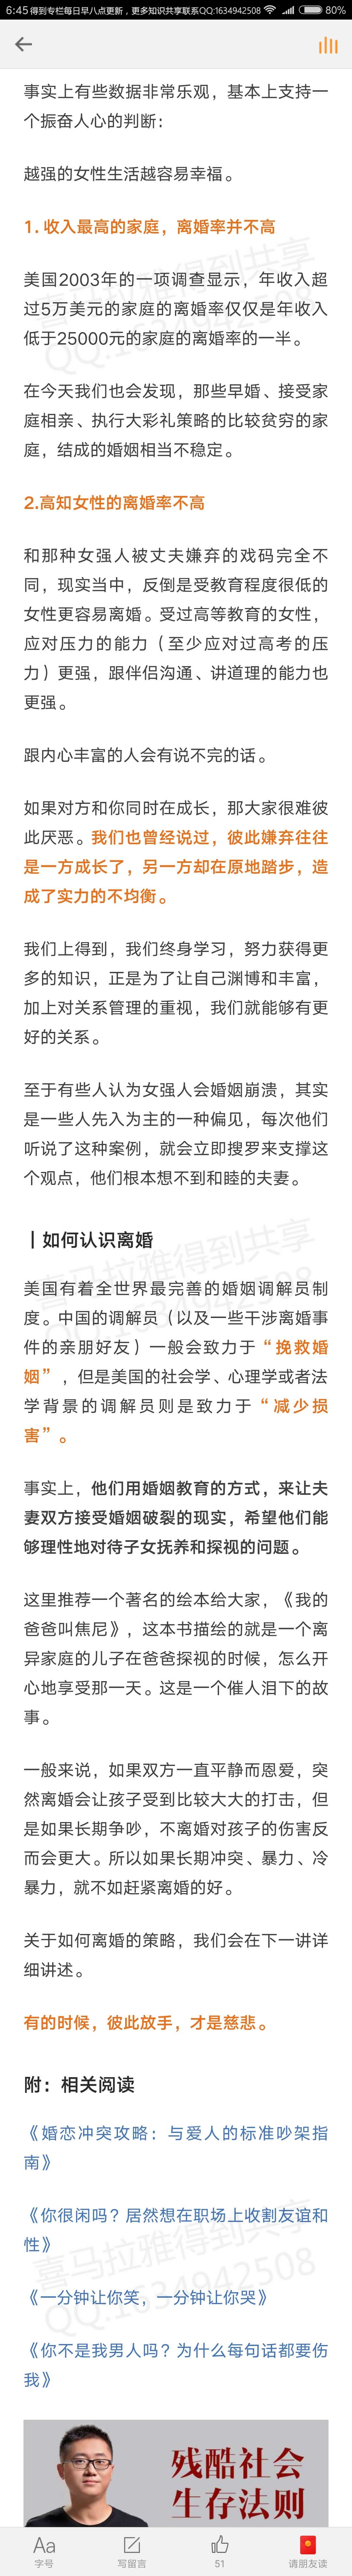 6:45 得到专栏每日早八点更新，更多知识共享联系QQ:1634942508 80%
事实上有些数据非常乐观，基本上支持一
个振奋人心的判断：
越强的女性生活越容易幸福。
1. 收入最高的家庭，离婚率并不高
美国2003年的一项调查显示，年收入超
过5万美元的家庭的离婚率仅仅是年收入
低于25000元的家庭的离婚率的一半。
在今天我们也会发现，那些早婚、接受家
庭相亲、执行大彩礼策略的比较贫穷的家
庭，结成的婚姻相当不稳定。
喜马拉雅得到共享
QQ:1634942508
2.高知女性的离婚率不高
和那种女强人被丈夫嫌弃的戏码完全不
同，现实当中，反倒是受教育程度很低的
女性更容易离婚。受过高等教育的女性，
应对压力的能力（至少应对过高考的压
力）更强，跟伴侣沟通、讲道理的能力也
更强。
跟内心丰富的人会有说不完的话。
如果对方和你同时在成长，那大家很难彼
此厌恶。我们也曾经说过，彼此嫌弃往往
是一方成长了，另一方却在原地踏步，造
成了实力的不均衡。
我们上得到，我们终身学习，努力获得更
多的知识，正是为了让自己渊博和丰富，
加上对关系管理的重视，我们就能够有更
好的关系。
至于有些人认为女强人会婚姻崩溃，其实
是一些人先入为主的一种偏见，每次他们
听说了这种案例，就会立即搜罗来支撑这
个观点，他们根本想不到和睦的夫妻。
丨如何认识离婚
美国有着全世界最完善的婚姻调解员制
度。中国的调解员（以及一些干涉离婚事
件的亲朋好友）一般会致力于“挽救婚
姻”，但是美国的社会学、心理学或者法
学背景的调解员则是致力于“减少损
害”。
喜马拉雅得到共享
QQ:1634942508
事实上，他们用婚姻教育的方式，来让夫
妻双方接受婚姻破裂的现实，希望他们能
够理性地对待子女抚养和探视的问题。
这里推荐一个著名的绘本给大家，《我的
爸爸叫焦尼》，这本书描绘的就是一个离
异家庭的儿子在爸爸探视的时候，怎么开
心地享受那一天。这是一个催人泪下的故
事。
一般来说，如果双方一直平静而恩爱，突
然离婚会让孩子受到比较大大的打击，但
是如果长期争吵，不离婚对孩子的伤害反
而会更大。所以如果长期冲突、暴力、冷
暴力，就不如赶紧离婚的好。
关于如何离婚的策略，我们会在下一讲详
细讲述。
有的时候，彼此放手，才是慈悲。
附：相关阅读
《婚恋冲突攻略：与爱人的标准吵架指
南》
《你很闲吗？居然想在职场上收割友谊和
性》
《一分钟让你笑，一分钟让你哭》
《你不是我男人吗？为什么每句话都要伤
我》
喜马拉雅得到共享
QQ:1634942508
残酷社会
生存法则
Aa
字号
写留言
51
请朋友读